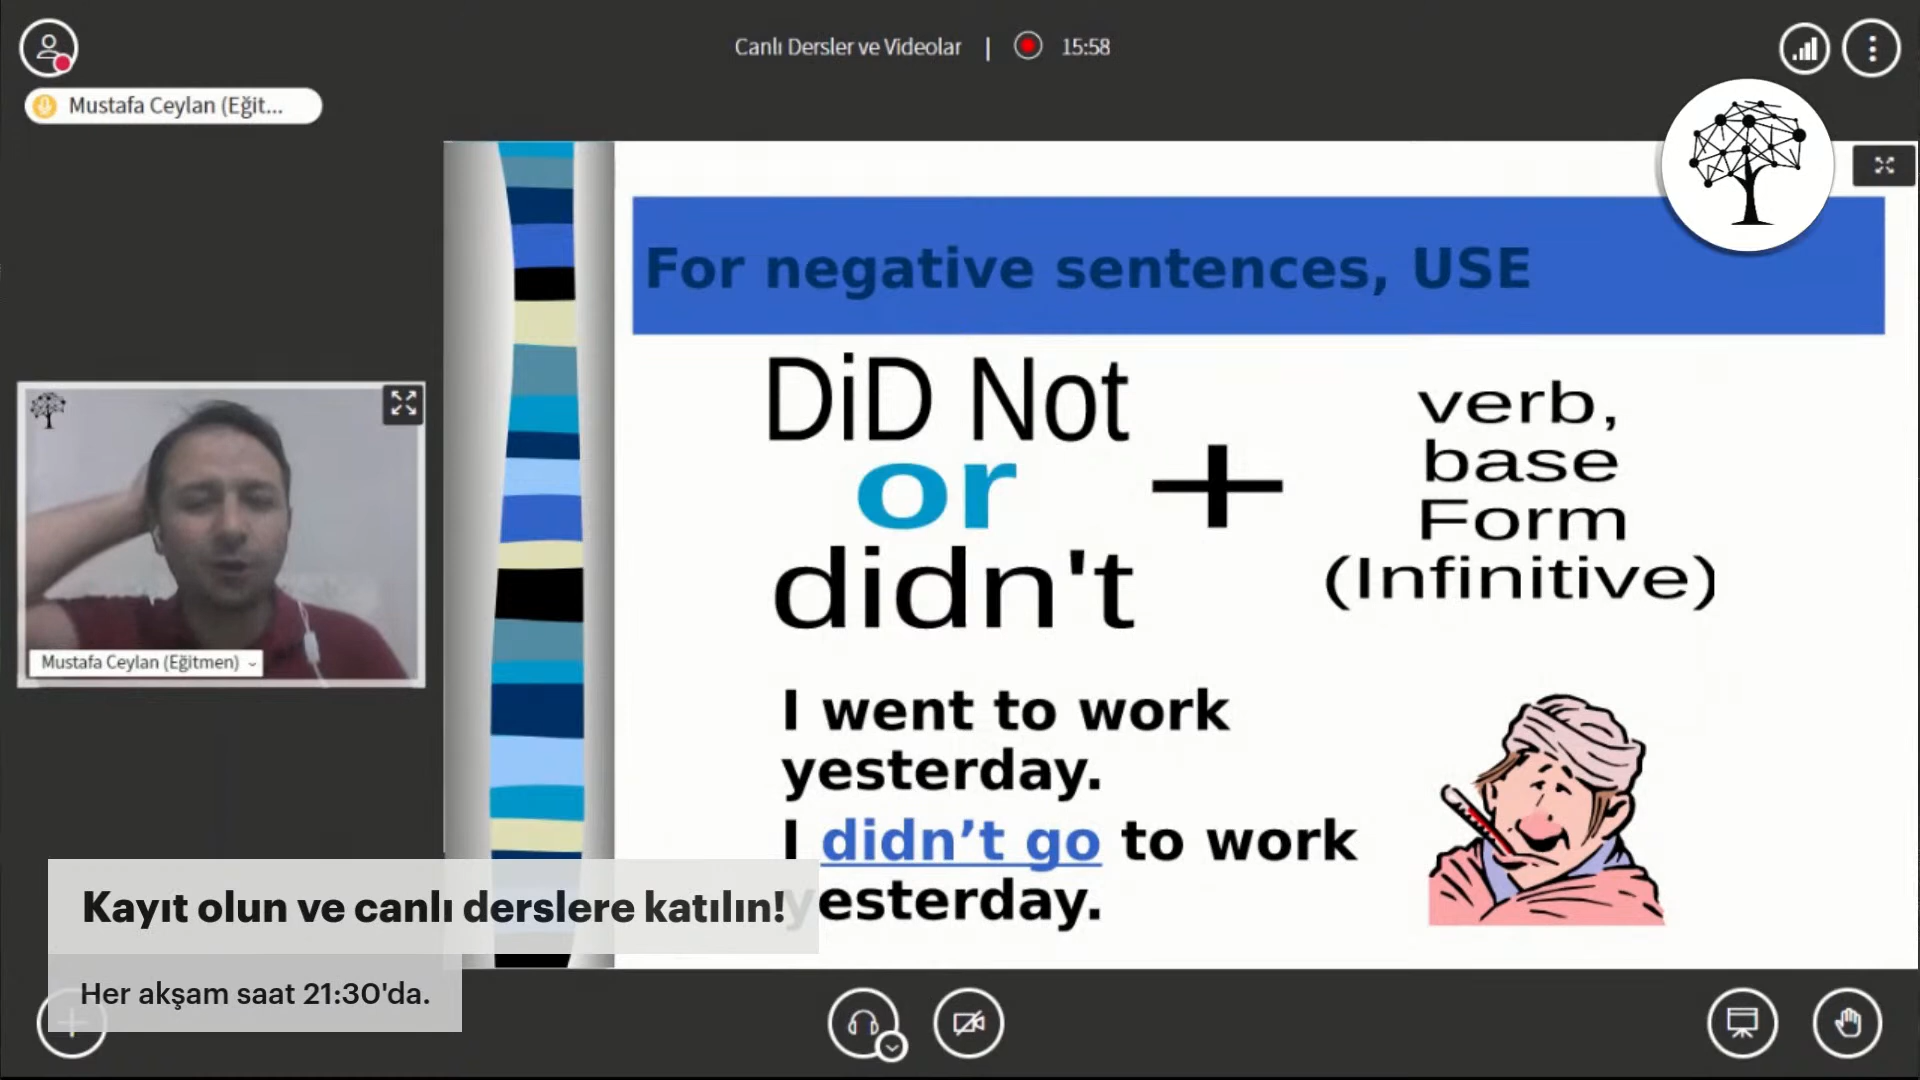 Canlı Dersler ve Videolar | 15:58
Mustafa Ceylan (Eğit...
For negative sentences, USE
DiD Not
or
didn't
+
verb,
base
Form
(Infinitive)
Mustafa Ceylan (Eğitmen)
I went to work
yesterday.
I didn’t go to work
yesterday.
Kayıt olun ve canlı derslere katılın!
Her akşam saat 21:30'da.